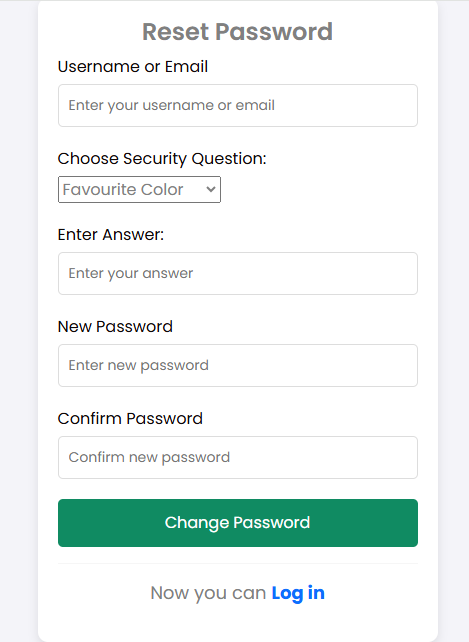 Reset Password
Username or Email
Enter your username or email
Choose Security Question:
Favourite Color
Enter Answer:
Enter your answer
New Password
Enter new password
Confirm Password
Confirm new password
Change Password
Now you can Log in